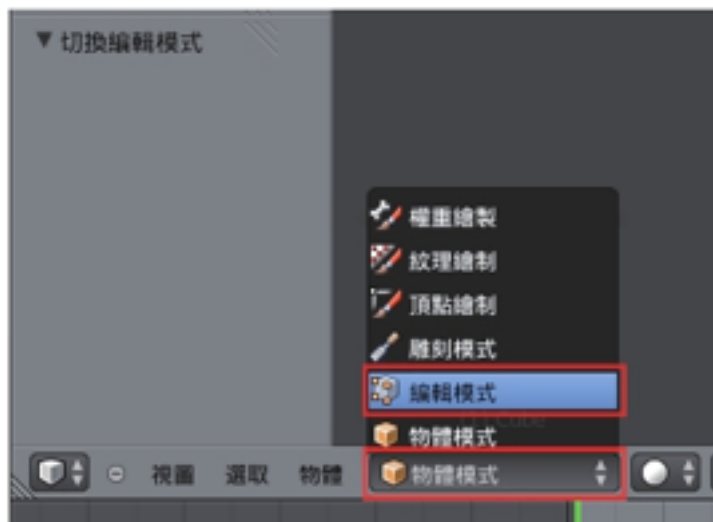 切換編輯模式
權重繪製
紋理繪制
頂點繪制
雕刻模式
編輯模式
Cube
物體模式
視圖 選取 物體 物體模式